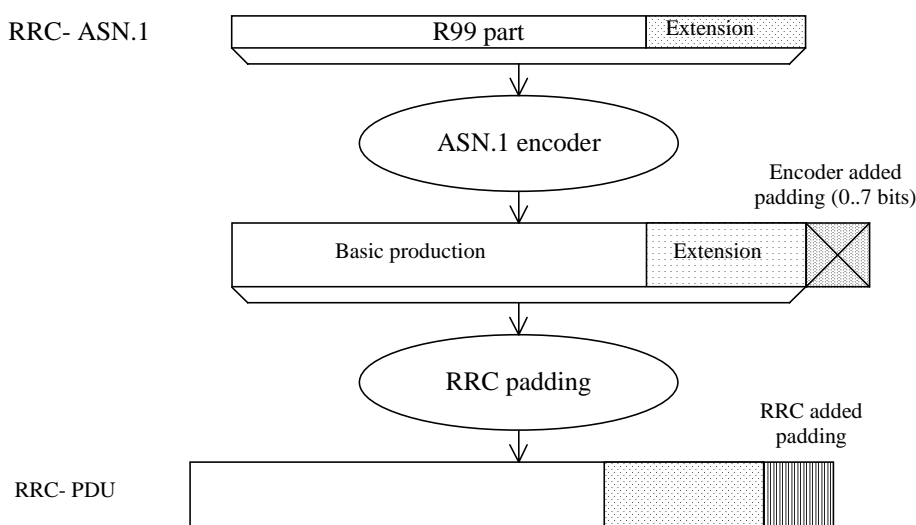 RRC- ASN.1
R99 part
Extension
ASN.1 encoder
Encoder added
padding (0..7 bits)
Basic production
Extension
RRC padding
RRC added
padding
RRC- PDU